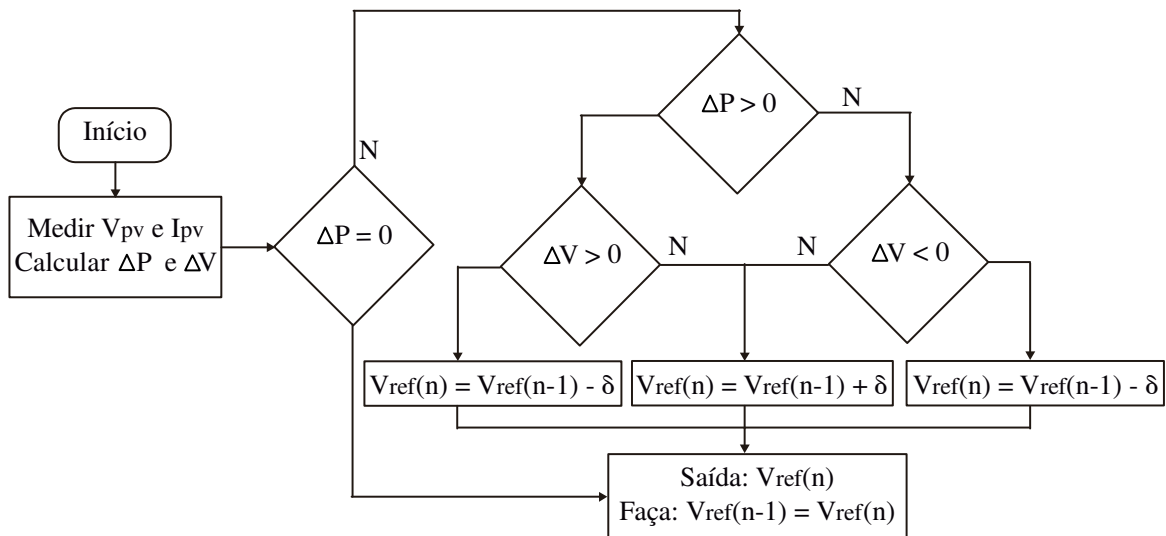 Início
Medir Vpv e Ipv
Calcular ΔP e ΔV
ΔP = 0
N
ΔP > 0
N
ΔV > 0
N
N
ΔV < 0
Vref(n) = Vref(n-1) - δ
Vref(n) = Vref(n-1) + δ
Vref(n) = Vref(n-1) - δ
Saída: Vref(n)
Faça: Vref(n-1) = Vref(n)